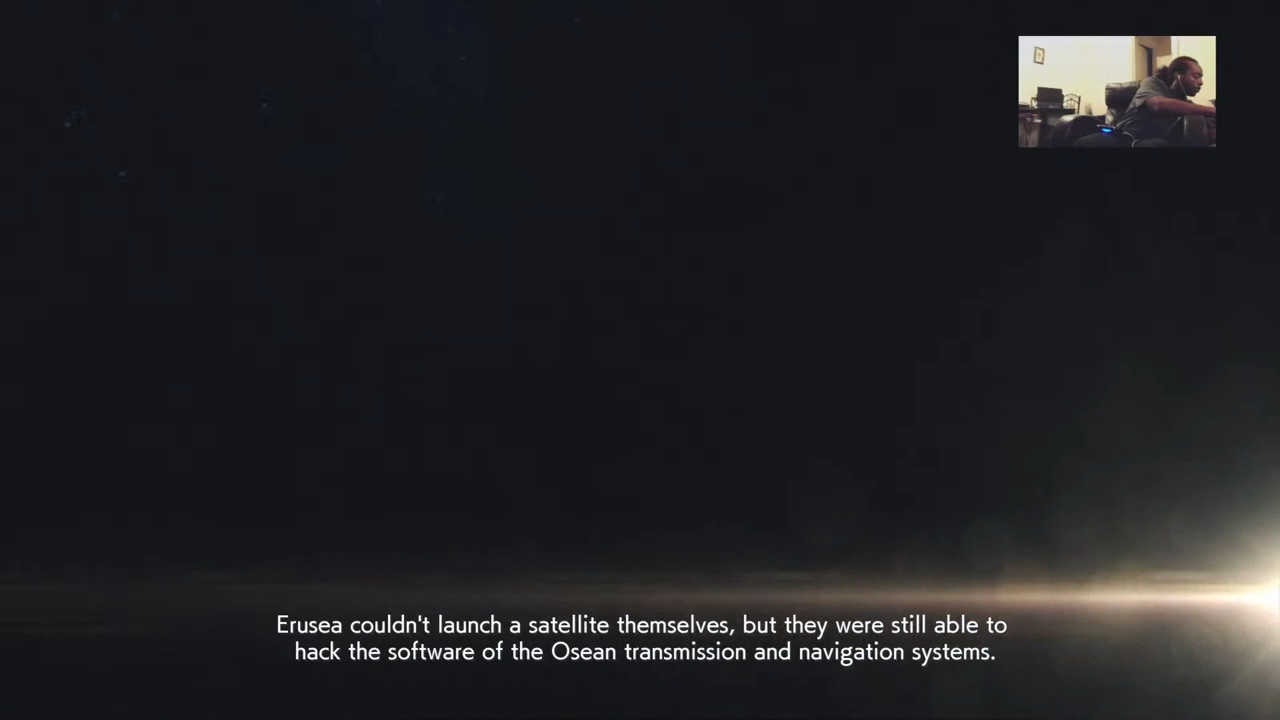 Erusea couldn't launch a satellite themselves, but they were still able to
hack the software of the Osean transmission and navigation systems.